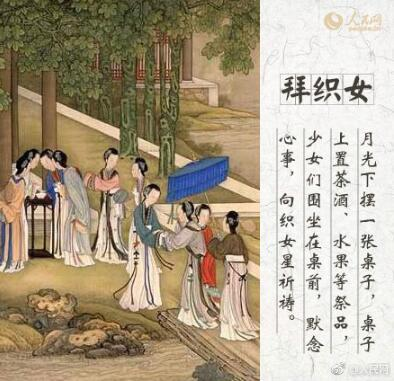 人民网
people.cn
拜织女
月光下摆一张桌子，桌子
上置茶酒、水果等祭品，
少女们围坐在桌前，默念
心事，向织女星祈祷。
@人民网